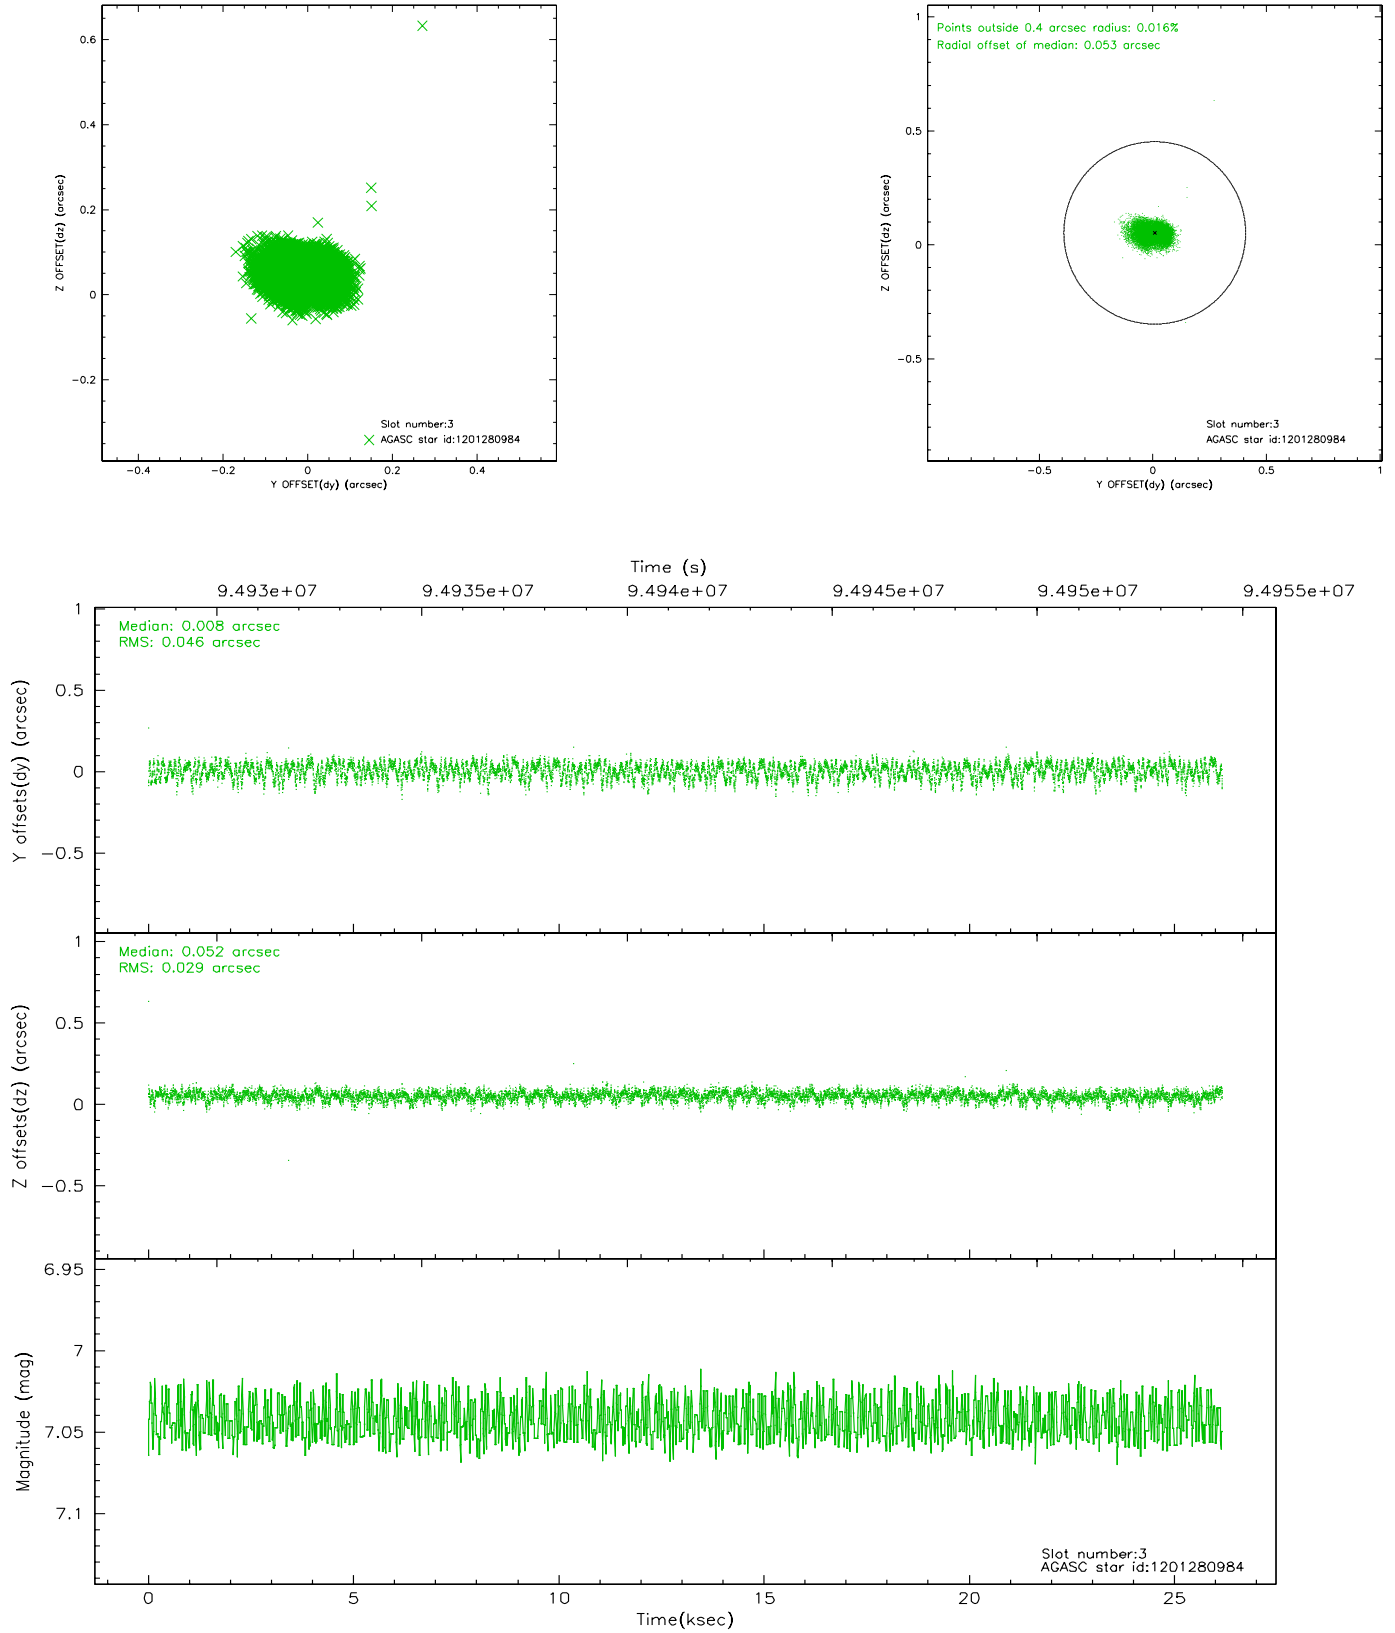 0.6
0.4
0.2
0
−0.2
Z OFFSET(dz) (arcsec)
Slot number:3
AGASC star id:1201280984
−0.4 −0.2 0 0.2 0.4
Y OFFSET(dy) (arcsec)
Points outside 0.4 arcsec radius: 0.016%
Radial offset of median: 0.053 arcsec
1
0.5
0
−0.5
Z OFFSET(dz) (arcsec)
Slot number:3
AGASC star id:1201280984
−0.5 0 0.5 1
Y OFFSET(dy) (arcsec)
Time (s)
9.493e+07 9.4935e+07 9.494e+07 9.4945e+07 9.495e+07 9.4955e+07
Median: 0.008 arcsec
RMS: 0.046 arcsec
1
0.5
0
−0.5
Y offsets(dy) (arcsec)
Median: 0.052 arcsec
RMS: 0.029 arcsec
1
0.5
0
−0.5
Z offsets(dz) (arcsec)
6.95
7
7.05
7.1
Magnitude (mag)
Slot number:3
AGASC star id:1201280984
0 5 10 15 20 25
Time(ksec)